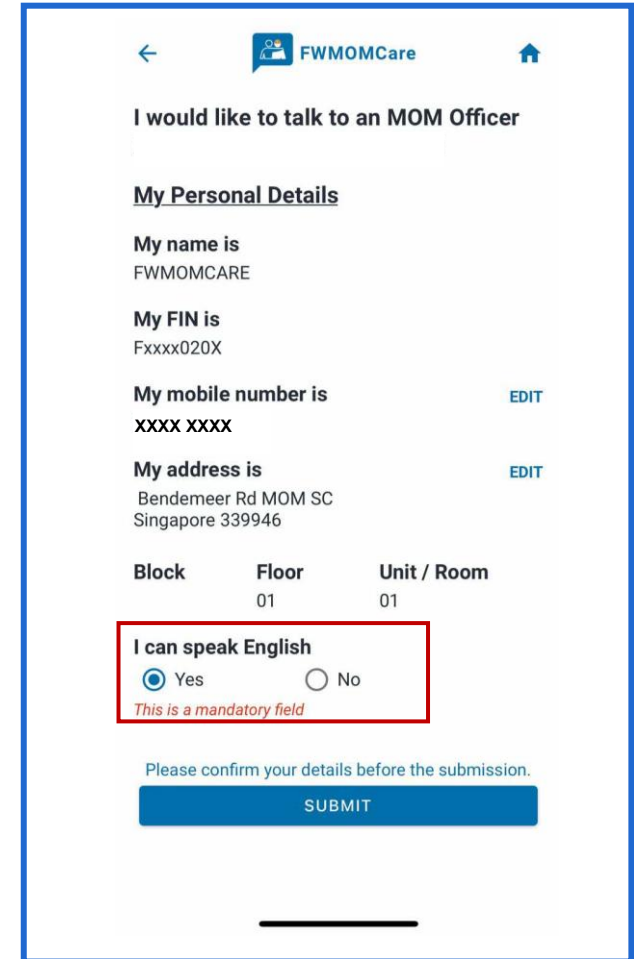 FWMOMCare
I would like to talk to an MOM Officer
My Personal Details
My name is
FWMOMCARE
My FIN is
Fxxxx020X
My mobile number is EDIT
XXXX XXXX
My address is EDIT
Bendemeer Rd MOM SC
Singapore 339946
Block Floor Unit / Room
01 01
I can speak English
Yes No
This is a mandatory field
Please confirm your details before the submission.
SUBMIT